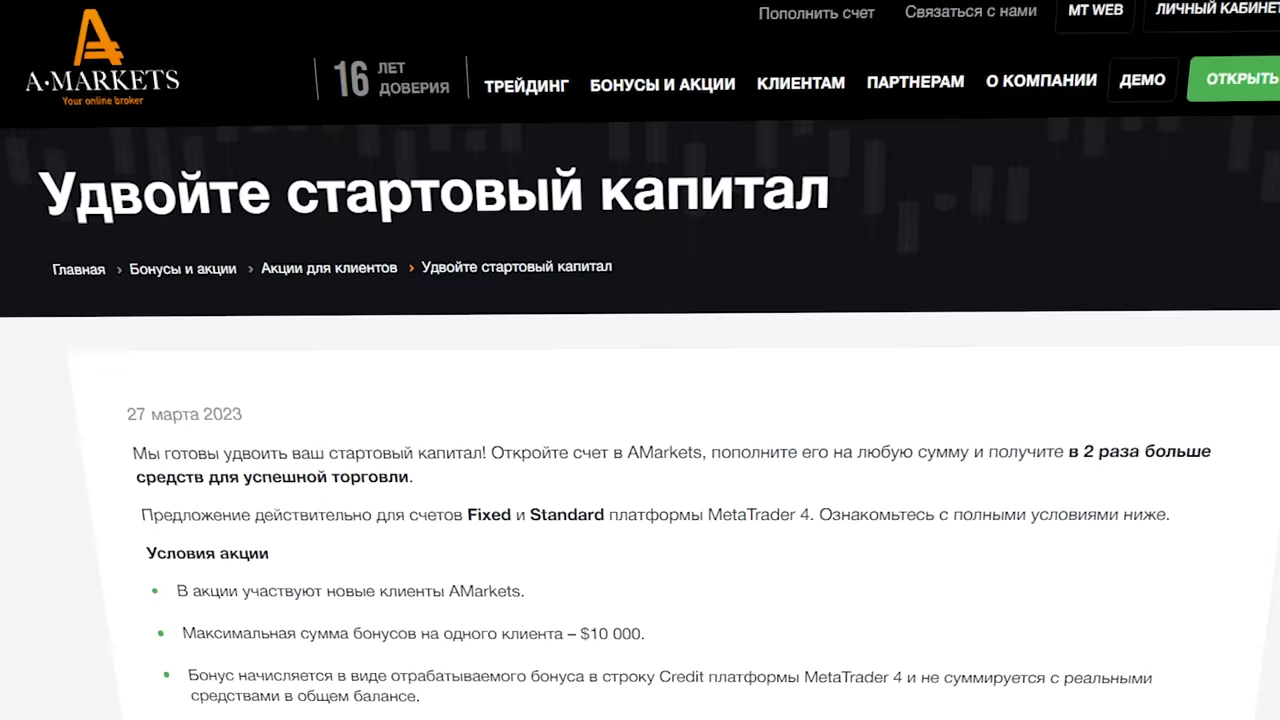 Пополнить счет
Связаться с нами
MT WEB
ЛИЧНЫЙ КАБИНЕТ
A·MARKETS
Your online broker
16 ЛЕТ
ДОВЕРИЯ
ТРЕЙДИНГ
БОНУСЫ И АКЦИИ
КЛИЕНТАМ
ПАРТНЕРАМ
О КОМПАНИИ
ДЕМО
ОТКРЫТЬ
Удвойте стартовый капитал
Главная › Бонусы и акции › Акции для клиентов › Удвойте стартовый капитал
27 марта 2023
Мы готовы удвоить ваш стартовый капитал! Откройте счет в AMarkets, пополните его на любую сумму и получите в 2 раза больше
средств для успешной торговли.
Предложение действительно для счетов Fixed и Standard платформы MetaTrader 4. Ознакомьтесь с полными условиями ниже.
Условия акции
• В акции участвуют новые клиенты AMarkets.
• Максимальная сумма бонусов на одного клиента – $10 000.
• Бонус начисляется в виде отрабатываемого бонуса в строку Credit платформы MetaTrader 4 и не суммируется с реальными
средствами в общем балансе.